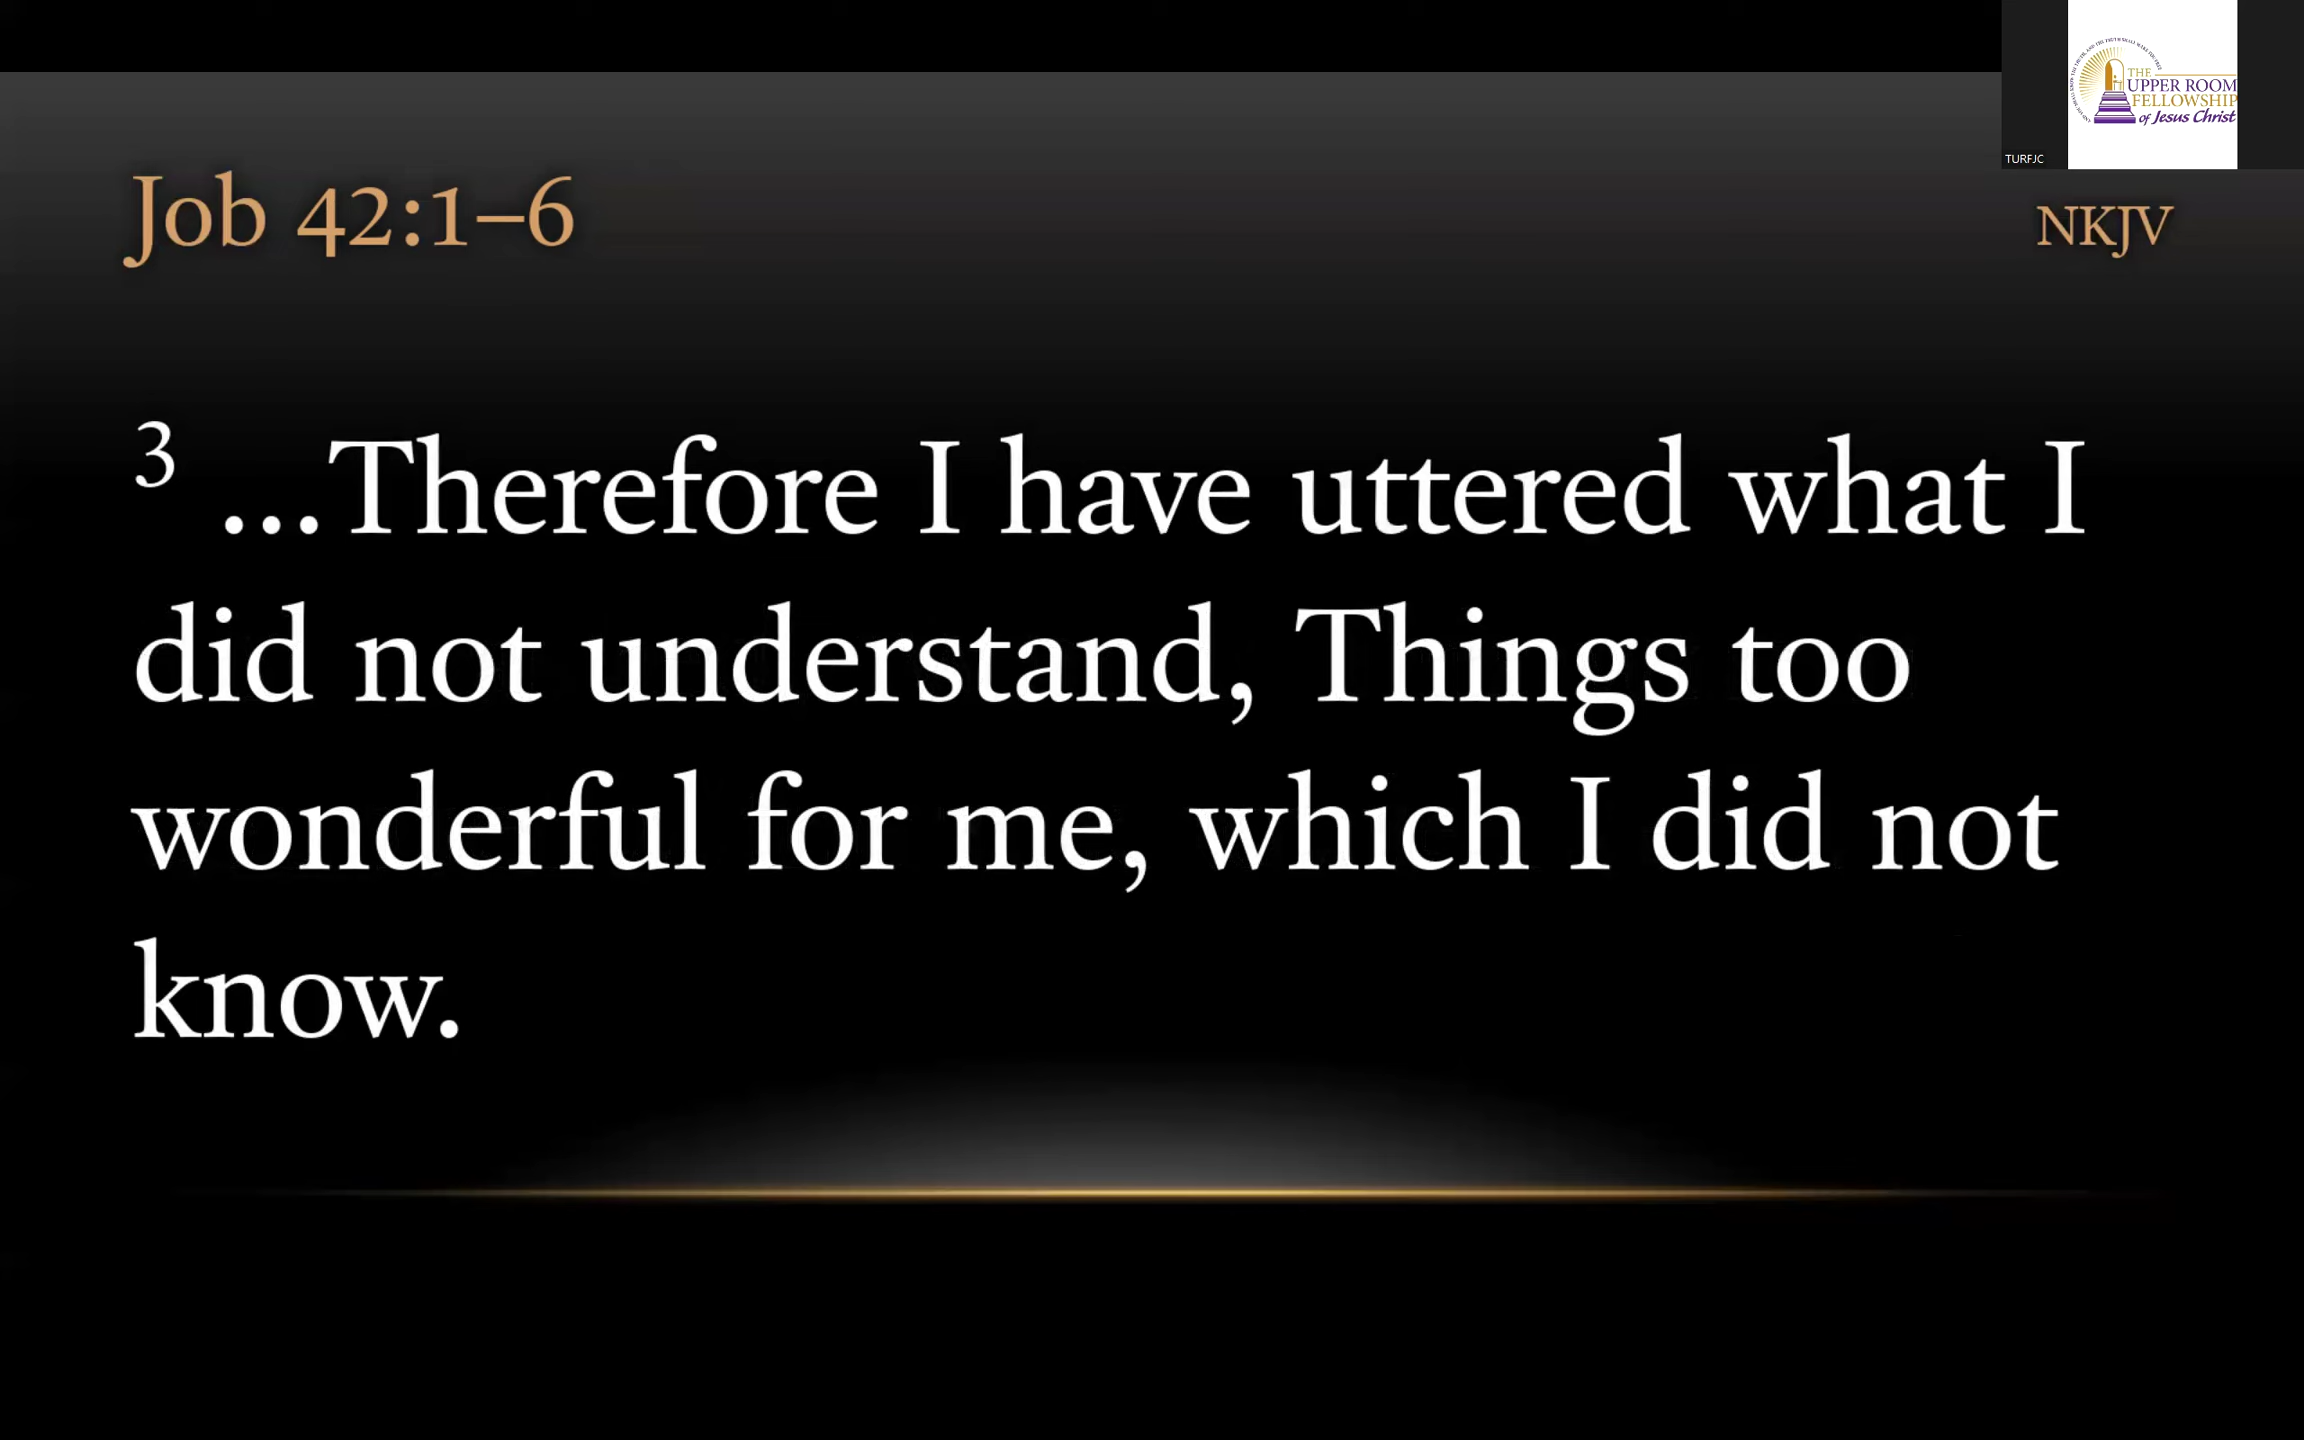 THE
UPPER ROOM
FELLOWSHIP
of Jesus Christ
TURFJC
Job 42:1–6
NKJV
3 ...Therefore I have uttered what I
did not understand, Things too
wonderful for me, which I did not
know.